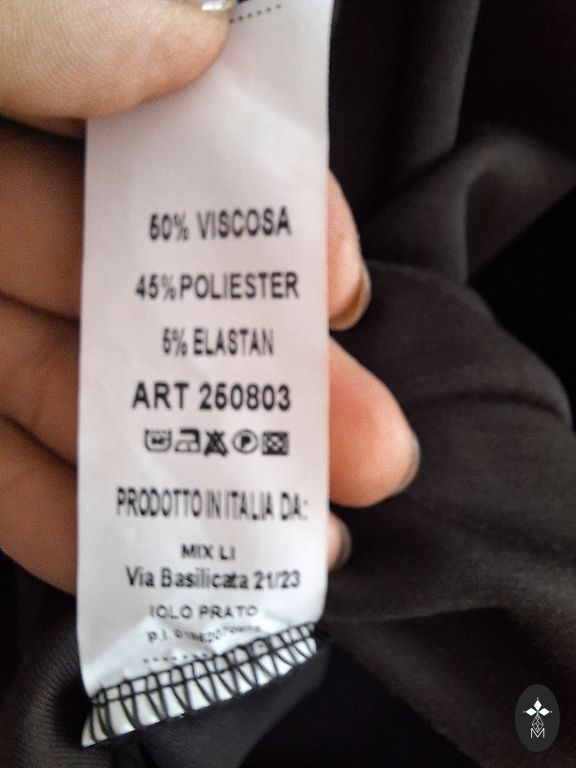 50% VISCOSA
45%POLIESTER
5% ELASTAN
ART 250803
PRODOTTO IN ITALIA DA:
MIX LI
Via Basilicata 21/23
IOLO PRATO
P.I.